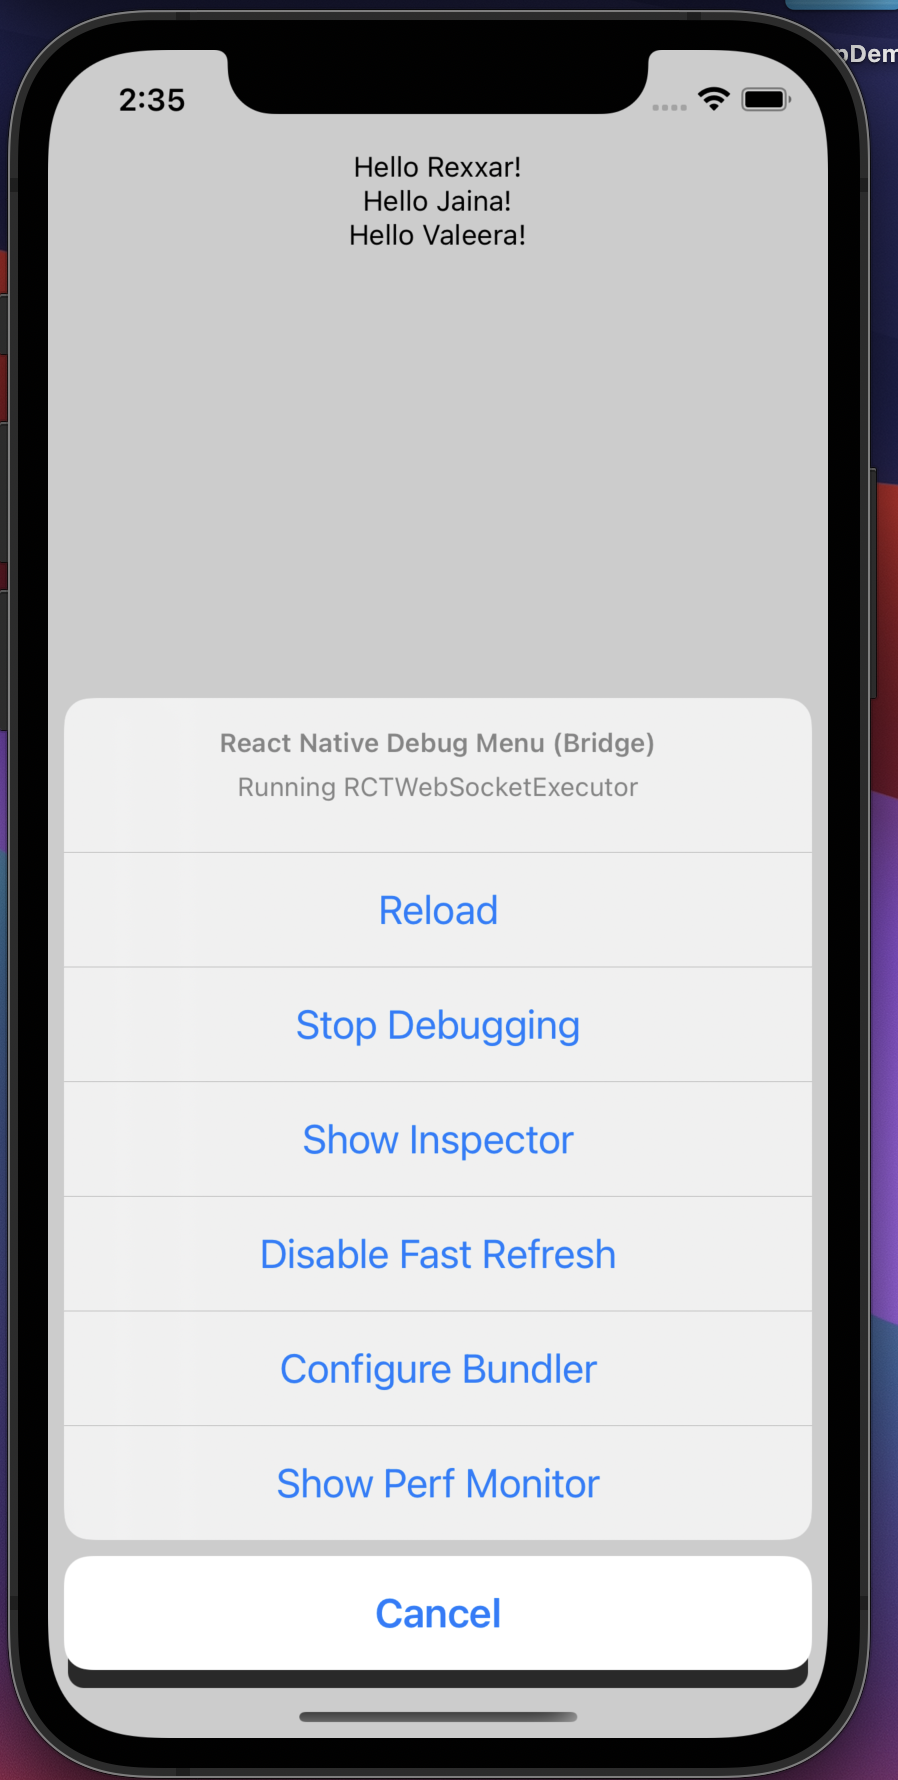 2:35
Hello Rexxar!
Hello Jaina!
Hello Valeera!
React Native Debug Menu (Bridge)
Running RCTWebSocketExecutor
Reload
Stop Debugging
Show Inspector
Disable Fast Refresh
Configure Bundler
Show Perf Monitor
Cancel